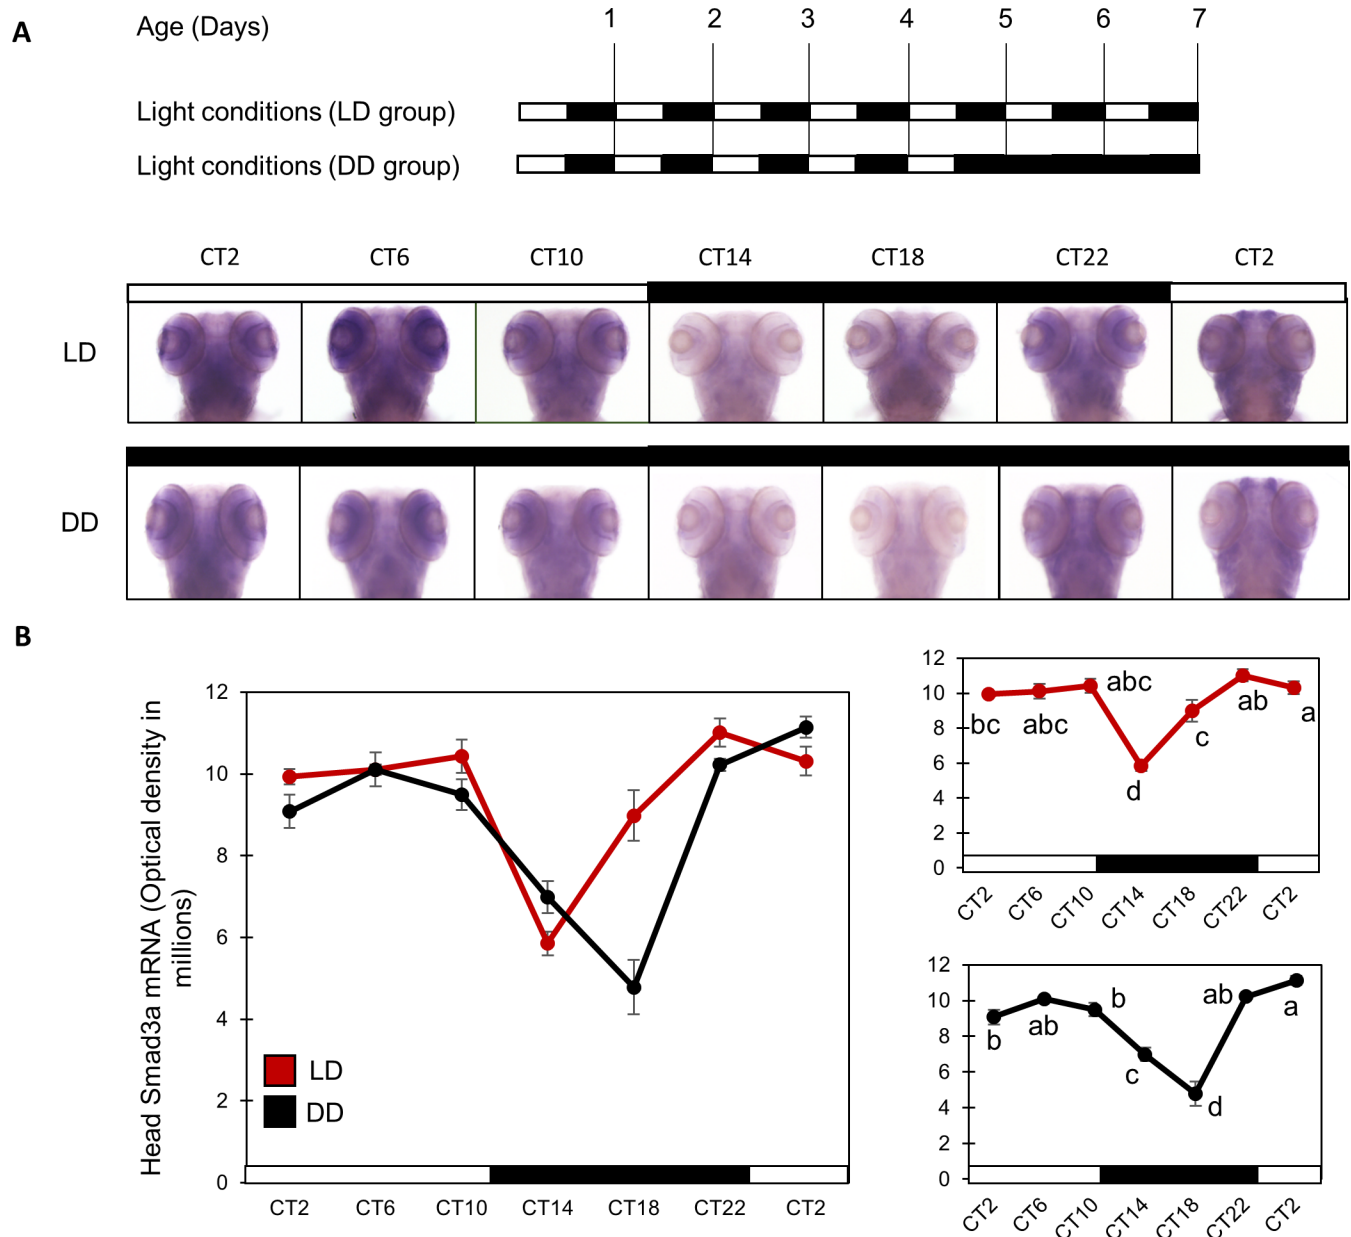 A
Age (Days)
1 2 3 4 5 6 7
Light conditions (LD group)
Light conditions (DD group)
CT2 CT6 CT10 CT14 CT18 CT22 CT2
LD
DD
B
Head Smad3a mRNA (Optical density in
millions)
12
10
8
6
4
2
0
LD
DD
CT2 CT6 CT10 CT14 CT18 CT22 CT2
12
10
8
6
4
2
0
bc abc abc d c ab a
CT2 CT6 CT10 CT14 CT18 CT22 CT2
12
10
8
6
4
2
0
b ab b c d ab a
CT2 CT6 CT10 CT14 CT18 CT22 CT2